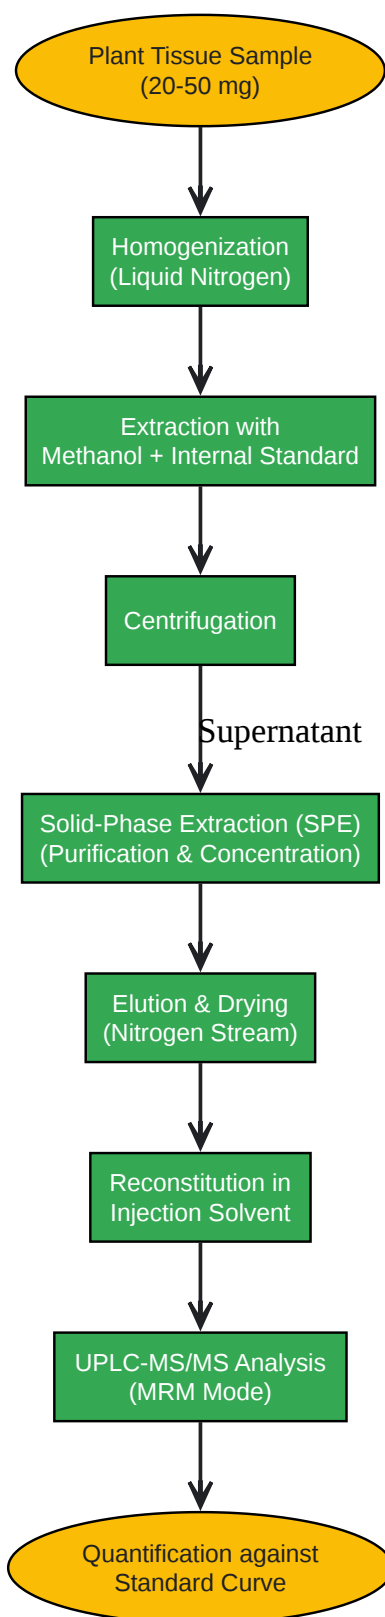 Plant Tissue Sample
(20-50 mg)
Homogenization
(Liquid Nitrogen)
Extraction with
Methanol + Internal Standard
Centrifugation
Supernatant
Solid-Phase Extraction (SPE)
(Purification & Concentration)
Elution & Drying
(Nitrogen Stream)
Reconstitution in
Injection Solvent
UPLC-MS/MS Analysis
(MRM Mode)
Quantification against
Standard Curve